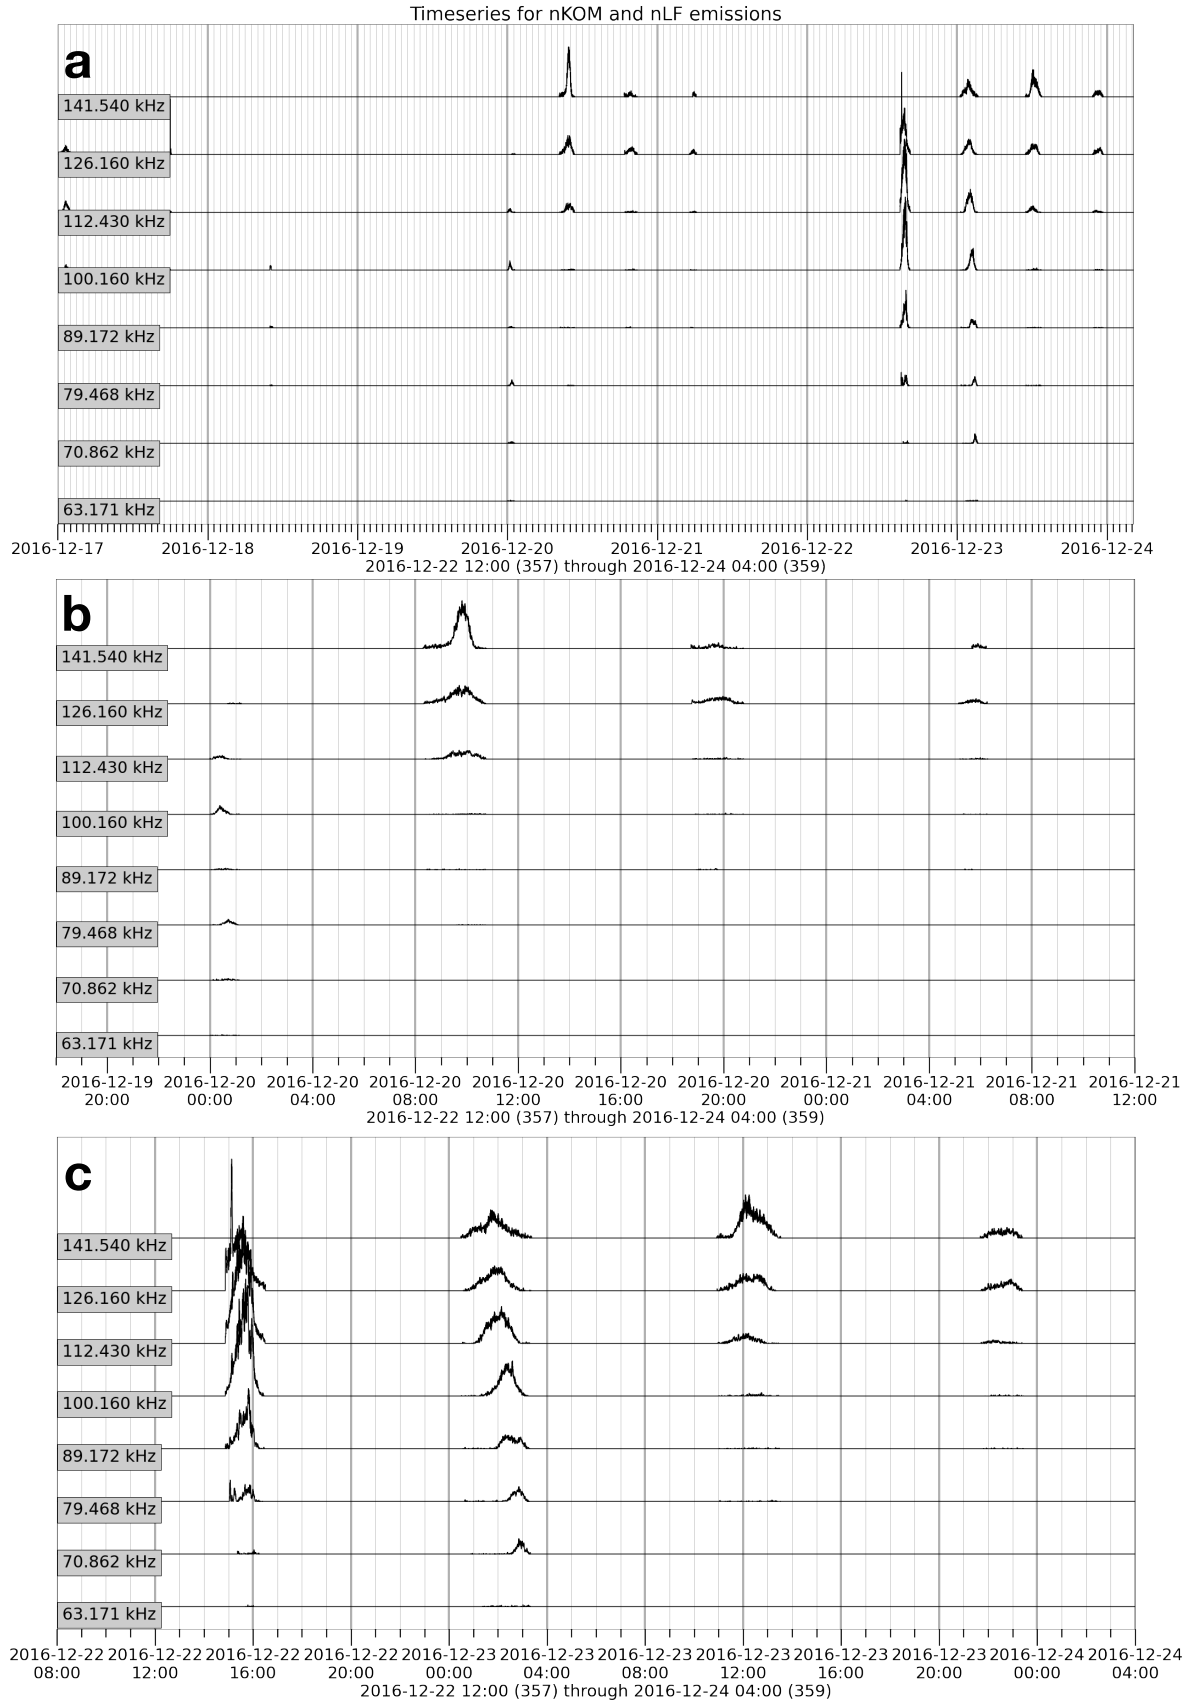 Timeseries for nKOM and nLF emissions
a
141.540 kHz
126.160 kHz
112.430 kHz
100.160 kHz
89.172 kHz
79.468 kHz
70.862 kHz
63.171 kHz
2016-12-17 2016-12-18 2016-12-19 2016-12-20 2016-12-21 2016-12-22 2016-12-23 2016-12-24
2016-12-22 12:00 (357) through 2016-12-24 04:00 (359)
b
141.540 kHz
126.160 kHz
112.430 kHz
100.160 kHz
89.172 kHz
79.468 kHz
70.862 kHz
63.171 kHz
2016-12-19 2016-12-20 2016-12-20 2016-12-20 2016-12-20 2016-12-20 2016-12-20 2016-12-21 2016-12-21 2016-12-21 2016-12-21
20:00 00:00 04:00 08:00 12:00 16:00 20:00 00:00 04:00 08:00 12:00
2016-12-22 12:00 (357) through 2016-12-24 04:00 (359)
c
141.540 kHz
126.160 kHz
112.430 kHz
100.160 kHz
89.172 kHz
79.468 kHz
70.862 kHz
63.171 kHz
2016-12-22 2016-12-22 2016-12-22 2016-12-22 2016-12-23 2016-12-23 2016-12-23 2016-12-23 2016-12-23 2016-12-23 2016-12-24 2016-12-24
08:00 12:00 16:00 20:00 00:00 04:00 08:00 12:00 16:00 20:00 00:00 04:00
2016-12-22 12:00 (357) through 2016-12-24 04:00 (359)